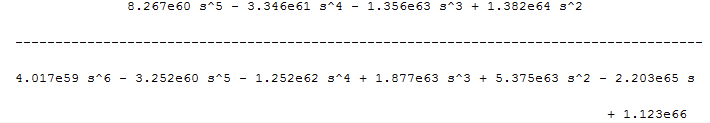 8.267e60 s^5 - 3.346e61 s^4 - 1.356e63 s^3 + 1.382e64 s^2
--------------------------------------------------------------------------------------
4.017e59 s^6 - 3.252e60 s^5 - 1.252e62 s^4 + 1.877e63 s^3 + 5.375e63 s^2 - 2.203e65 s
+ 1.123e66